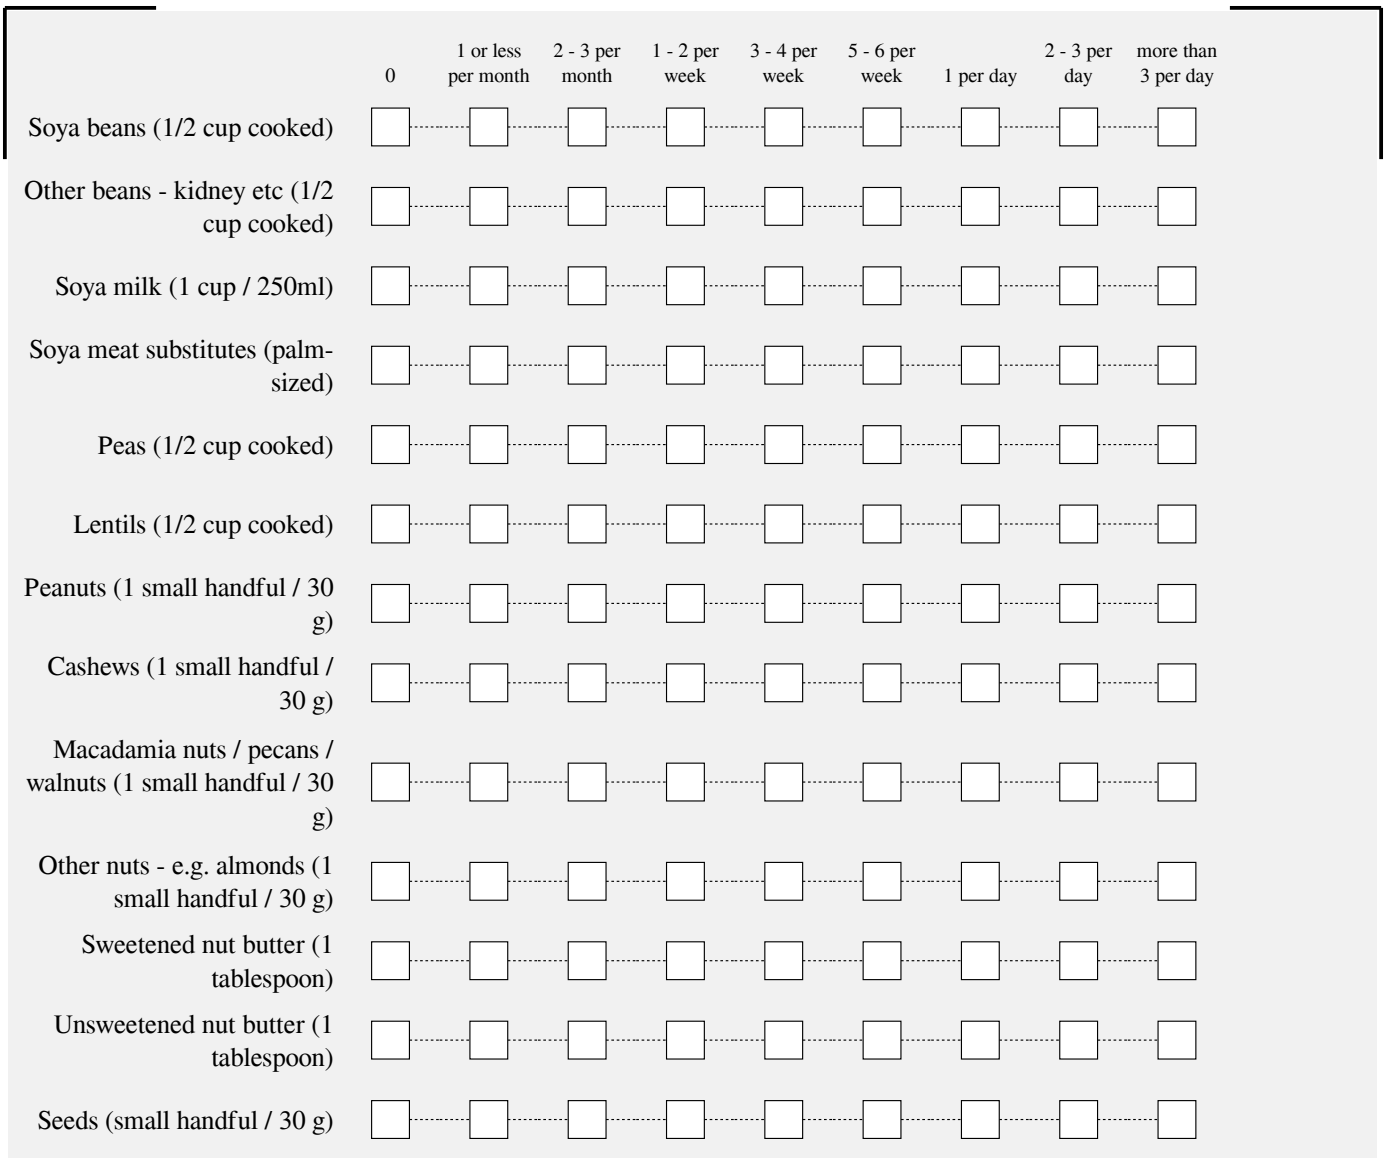 1 or less 2 - 3 per 1 - 2 per 3 - 4 per 5 - 6 per 2 - 3 per more than
0 per month month week week week 1 per day day 3 per day
Soya beans (1/2 cup cooked)
Other beans - kidney etc (1/2
cup cooked)
Soya milk (1 cup / 250ml)
Soya meat substitutes (palm-
sized)
Peas (1/2 cup cooked)
Lentils (1/2 cup cooked)
Peanuts (1 small handful / 30
g)
Cashews (1 small handful /
30 g)
Macadamia nuts / pecans /
walnuts (1 small handful / 30
g)
Other nuts - e.g. almonds (1
small handful / 30 g)
Sweetened nut butter (1
tablespoon)
Unsweetened nut butter (1
tablespoon)
Seeds (small handful / 30 g)